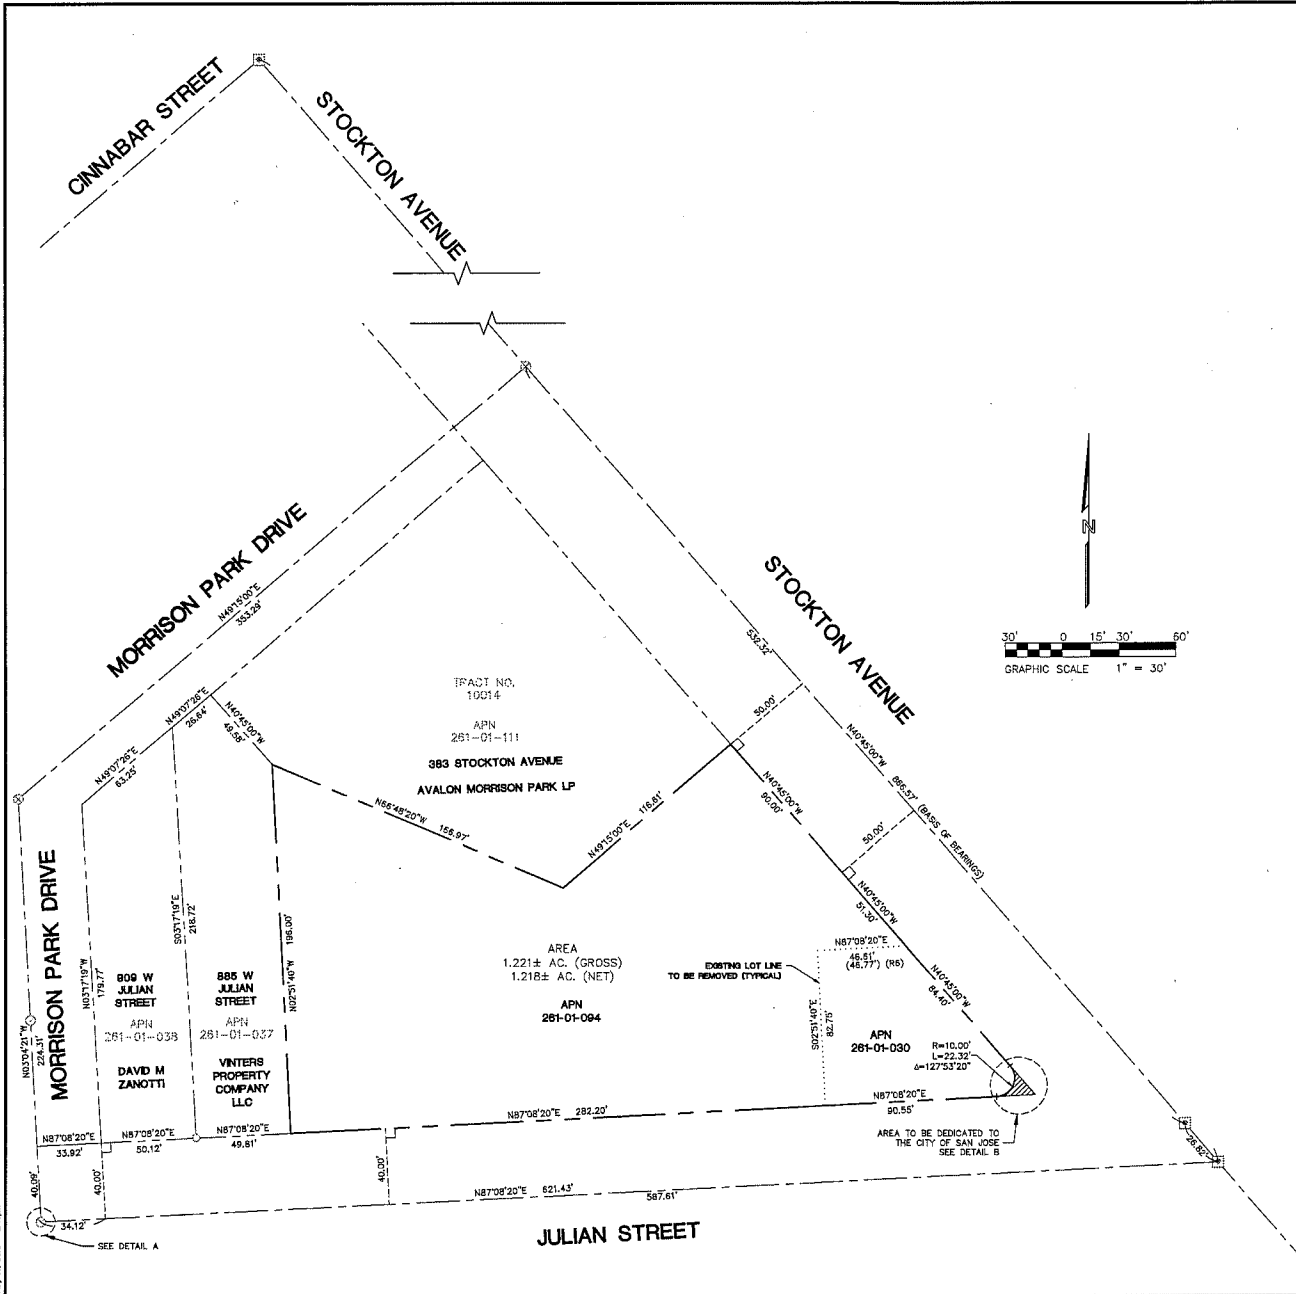 CINNABAR STREET
STOCKTON AVENUE
MORRISON PARK DRIVE
N49°15'00"E
353.29'
STOCKTON AVENUE
532.32'
N
30' 0 15' 30' 60'
GRAPHIC SCALE 1" = 30'
TRACT NO.
10014
APN
261-01-111
383 STOCKTON AVENUE
AVALON MORRISON PARK LP
N49°07'26"E
26.64'
N40°45'00"W
49.58'
N49°07'26"E
63.25'
N66°48'20"W 156.97'
N49°15'00"E 116.61'
50.00'
N40°45'00"W
90.00'
N40°45'00"W 866.57' (BASIS OF BEARINGS)
50.00'
N40°45'00"W
51.30'
MORRISON PARK DRIVE
N03°17'19"W
179.77'
S03°17'19"E
218.72'
N02°51'40"W 196.00'
AREA
1.221± AC. (GROSS)
1.218± AC. (NET)
APN
261-01-094
EXISTING LOT LINE
TO BE REMOVED (TYPICAL)
N87°08'20"E
46.61'
(46.77') (R6)
N40°45'00"W
84.40'
S02°51'40"E
82.75'
909 W
JULIAN
STREET
APN
261-01-038
DAVID M
ZANOTTI
885 W
JULIAN
STREET
APN
261-01-037
VINTERS
PROPERTY
COMPANY
LLC
APN
261-01-030
R=10.00'
L=22.32'
Δ=127°53'20"
N03°04'21"W
224.31'
N87°08'20"E
33.92'
N87°08'20"E
50.12'
N87°08'20"E
49.81'
N87°08'20"E 282.20'
N87°08'20"E
90.55'
AREA TO BE DEDICATED TO
THE CITY OF SAN JOSE
SEE DETAIL B
26.82'
40.09'
40.00'
40.00'
34.12'
N87°08'20"E 621.43'
587.61'
SEE DETAIL A
JULIAN STREET